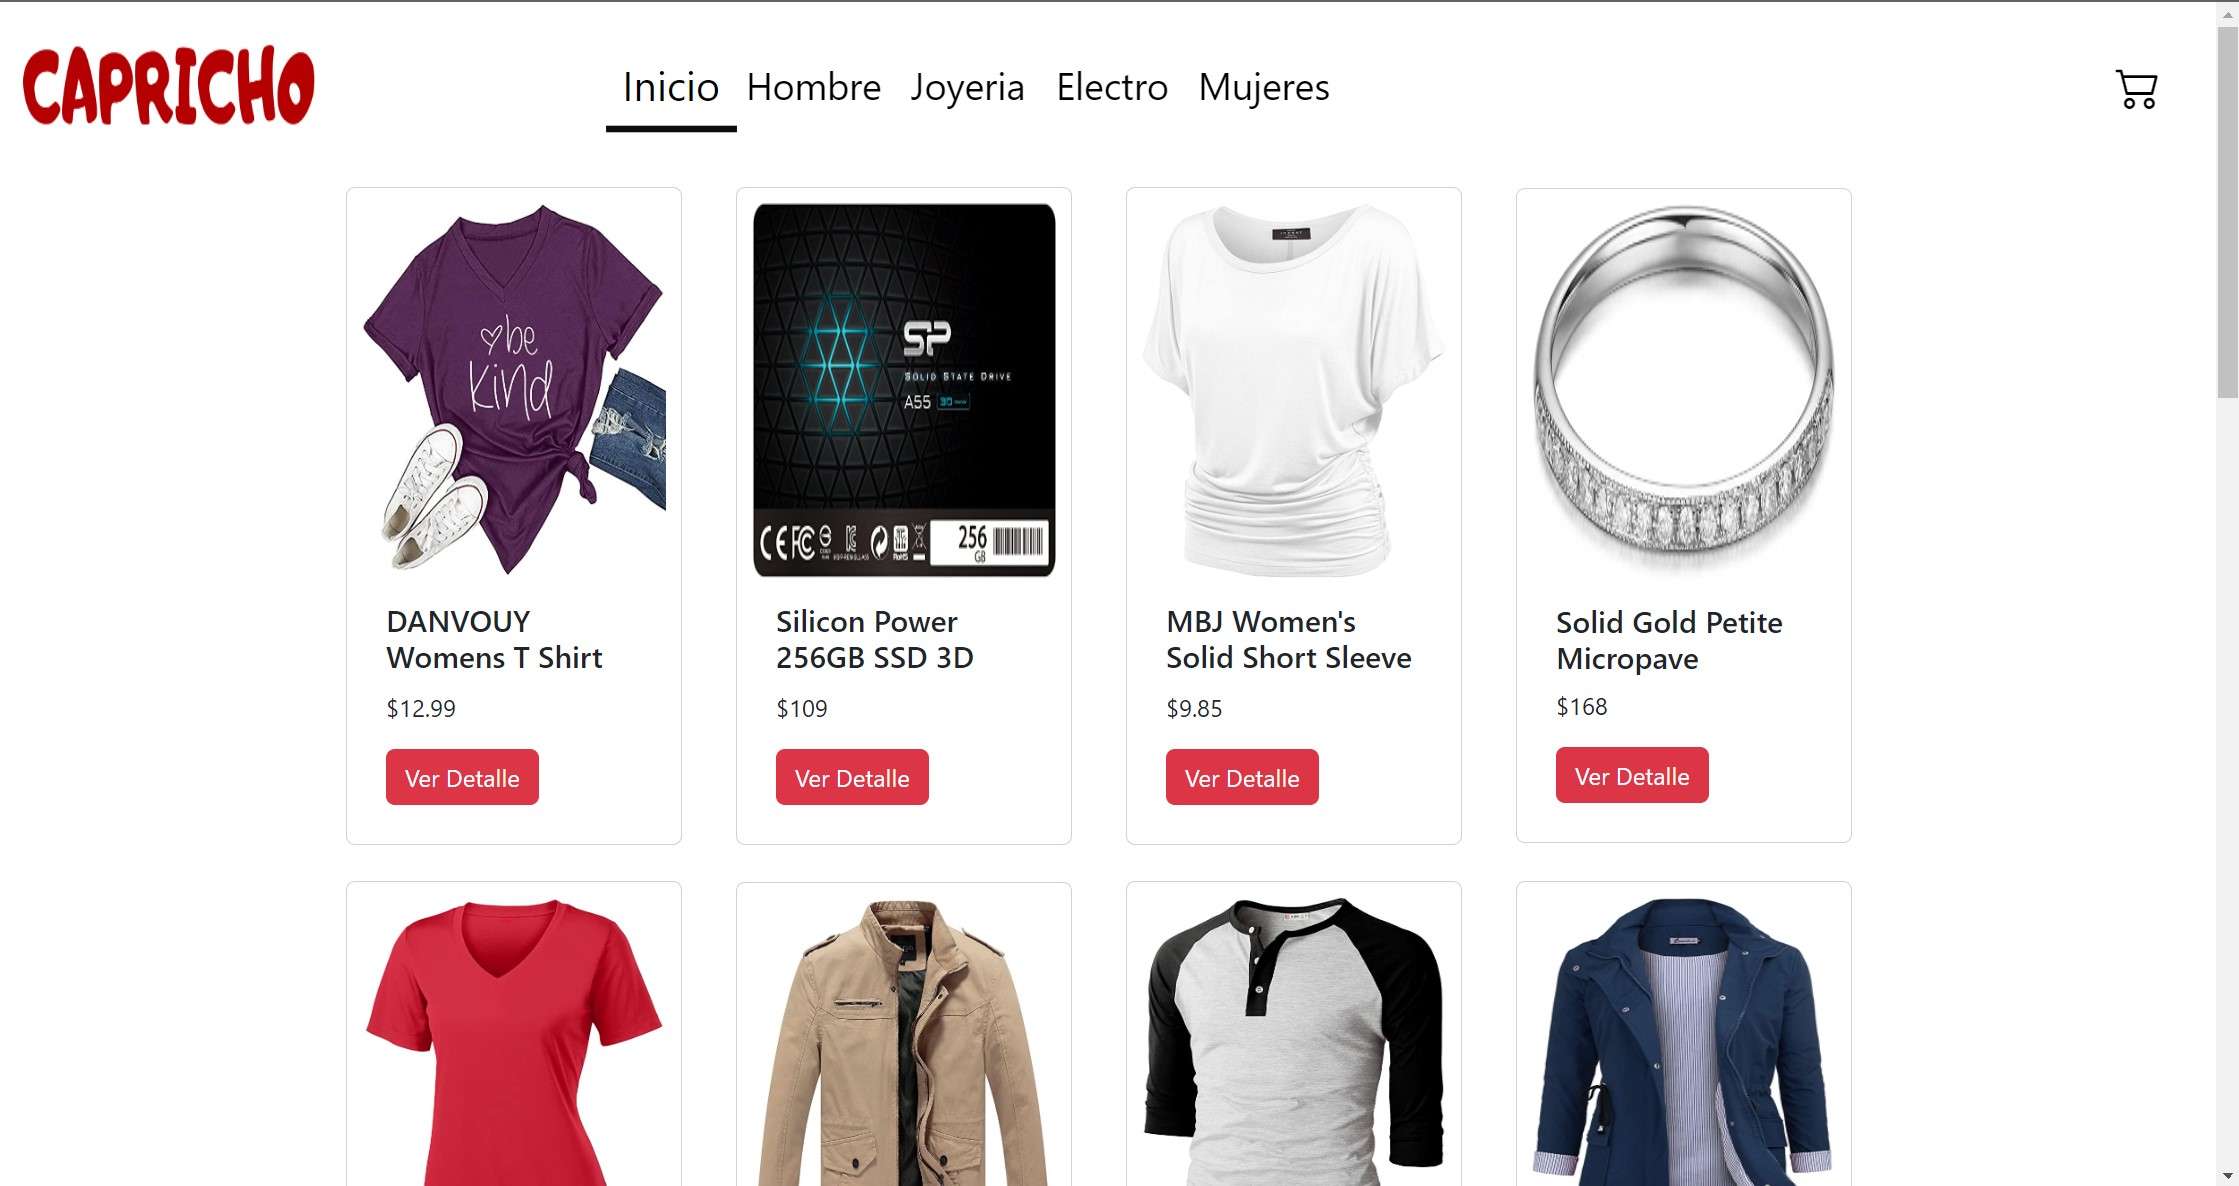 CAPRICHO
Inicio Hombre Joyeria Electro Mujeres
be
kind
SP
SOLID STATE DRIVE
A55 3D
256
GB
DANVOUY
Womens T Shirt
$12.99
Ver Detalle
Silicon Power
256GB SSD 3D
$109
Ver Detalle
MBJ Women's
Solid Short Sleeve
$9.85
Ver Detalle
Solid Gold Petite
Micropave
$168
Ver Detalle